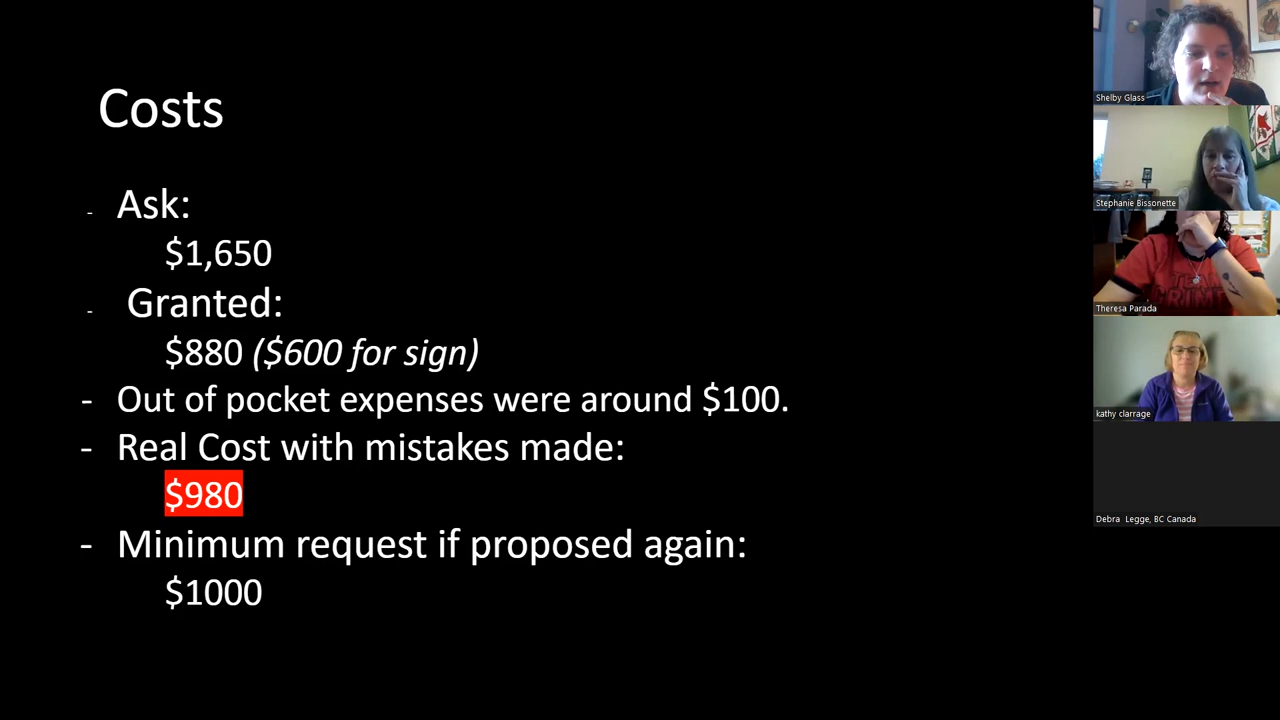 Costs
- Ask:
$1,650
- Granted:
$880 ($600 for sign)
- Out of pocket expenses were around $100.
- Real Cost with mistakes made:
$980
- Minimum request if proposed again:
$1000
Shelby Glass
Stephanie Bissonette
TEAM
Theresa Parada
kathy clarrage
Debra Legge, BC Canada